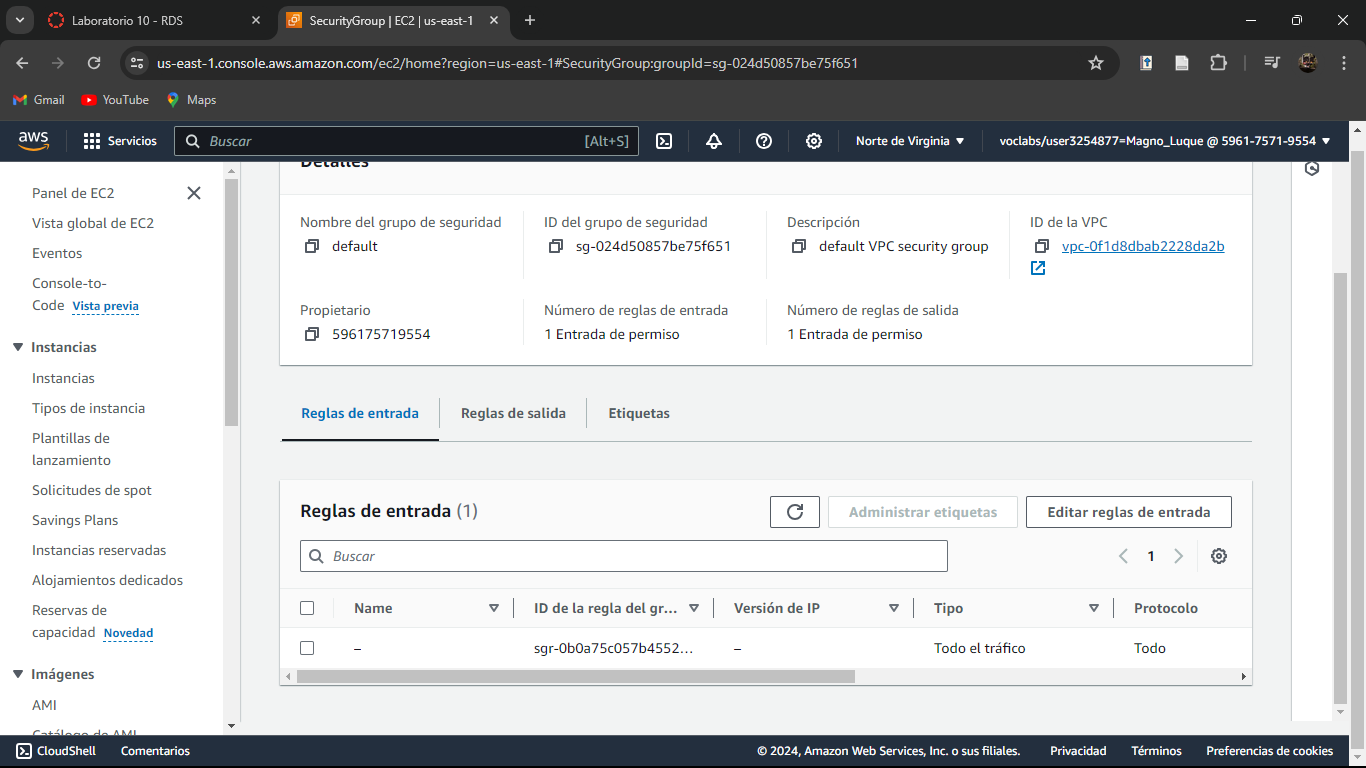 Laboratorio 10 - RDS
SecurityGroup | EC2 | us-east-1
us-east-1.console.aws.amazon.com/ec2/home?region=us-east-1#SecurityGroup:groupId=sg-024d50857be75f651
Gmail
YouTube
Maps
aws
Servicios
Buscar
[Alt+S]
Norte de Virginia
voclabs/user3254877=Magno_Luque @ 5961-7571-9554
Panel de EC2
Vista global de EC2
Eventos
Console-to-
Code Vista previa
Instancias
Instancias
Tipos de instancia
Plantillas de
lanzamiento
Solicitudes de spot
Savings Plans
Instancias reservadas
Alojamientos dedicados
Reservas de
capacidad Novedad
Imágenes
AMI
Catálogo de AMI
Detalles
Nombre del grupo de seguridad
default
ID del grupo de seguridad
sg-024d50857be75f651
Descripción
default VPC security group
ID de la VPC
vpc-0f1d8dbab2228da2b
Propietario
596175719554
Número de reglas de entrada
1 Entrada de permiso
Número de reglas de salida
1 Entrada de permiso
Reglas de entrada
Reglas de salida
Etiquetas
Reglas de entrada (1)
Administrar etiquetas
Editar reglas de entrada
Buscar
1
Name
ID de la regla del gr...
Versión de IP
Tipo
Protocolo
–
sgr-0b0a75c057b4552...
–
Todo el tráfico
Todo
CloudShell
Comentarios
© 2024, Amazon Web Services, Inc. o sus filiales.
Privacidad
Términos
Preferencias de cookies